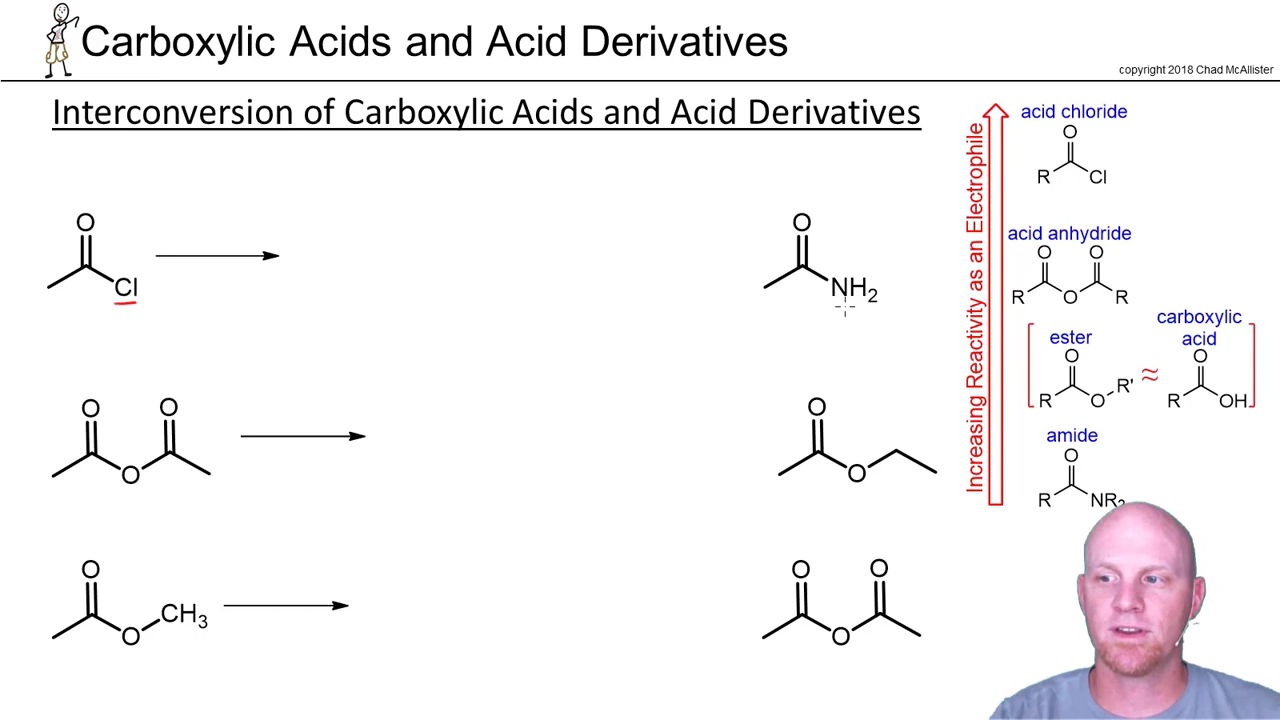 Carboxylic Acids and Acid Derivatives
copyright 2018 Chad McAllister
Interconversion of Carboxylic Acids and Acid Derivatives
Increasing Reactivity as an Electrophile
acid chloride
O
R Cl
acid anhydride
O O
R O R
ester
O
R O R'
≈
carboxylic
acid
O
R OH
amide
O
R NR2
O
Cl
O
NH2
O O
O
O
O
O
O CH3
O O
O